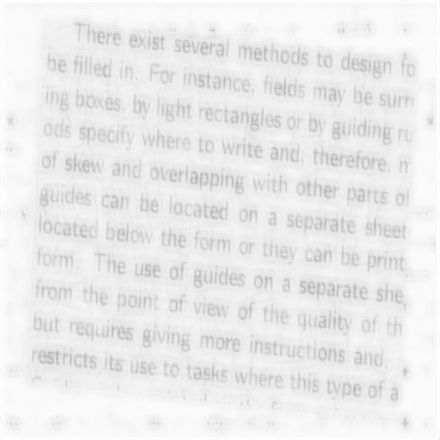 There exist several methods to design fo
be filled in. For instance, fields may be surr
ing boxes, by light rectangles or by guiding ru
ods specify where to write and, therefore, m
of skew and overlapping with other parts of
guides can be located on a separate sheet
located below the form or they can be print
form. The use of guides on a separate she
from the point of view of the quality of th
but requires giving more instructions and
restricts its use to tasks where this type of a